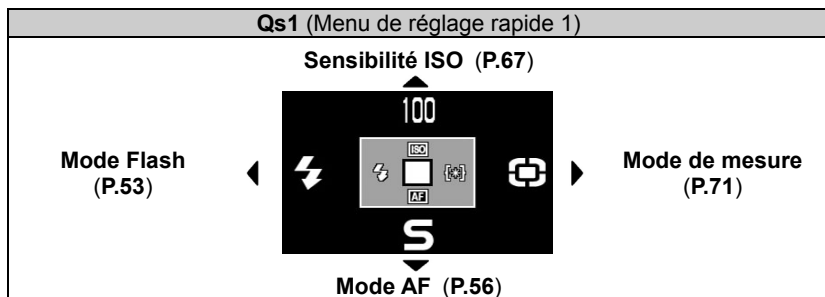 Qs1 (Menu de réglage rapide 1)
Sensibilité ISO (P.67)
100
Mode Flash
(P.53)
ISO
AF
Mode de mesure
(P.71)
S
Mode AF (P.56)